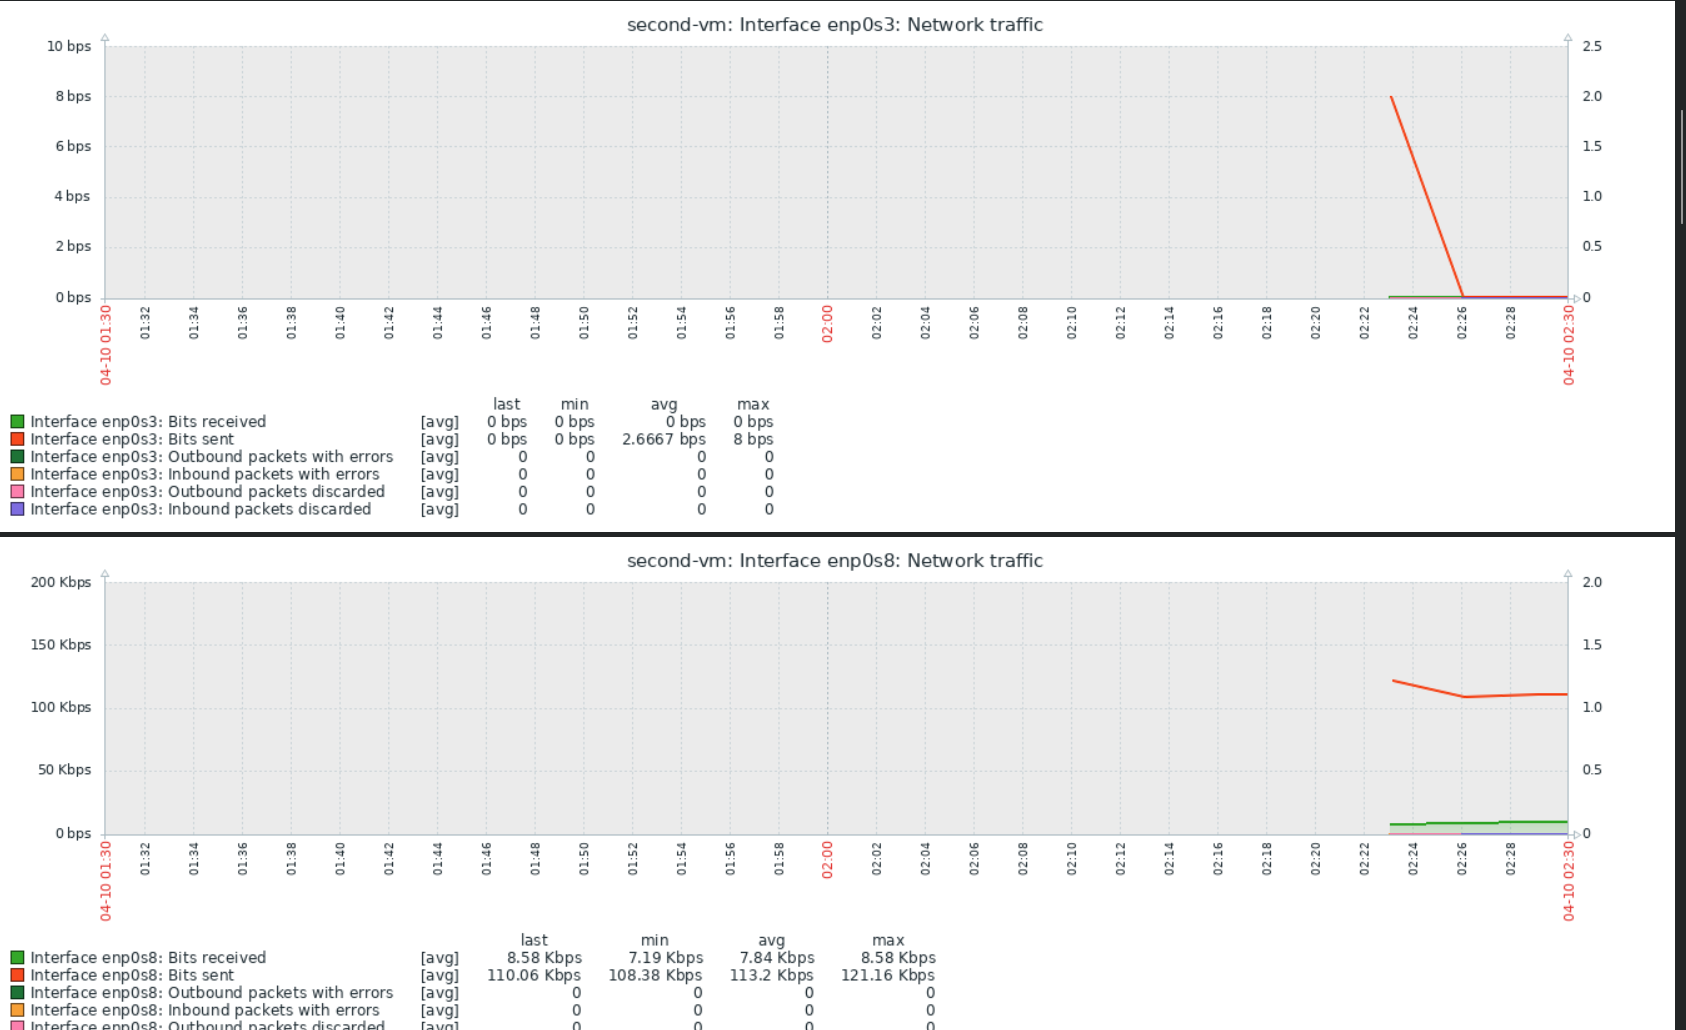 second-vm: Interface enp0s3: Network traffic
10 bps 2.5
8 bps 2.0
6 bps 1.5
4 bps 1.0
2 bps 0.5
0 bps 0
04-10 01:30 01:32 01:34 01:36 01:38 01:40 01:42 01:44 01:46 01:48 01:50 01:52 01:54 01:56 01:58 02:00 02:02 02:04 02:06 02:08 02:10 02:12 02:14 02:16 02:18 02:20 02:22 02:24 02:26 02:28 04-10 02:30
last min avg max
Interface enp0s3: Bits received [avg] 0 bps 0 bps 0 bps 0 bps
Interface enp0s3: Bits sent [avg] 0 bps 0 bps 2.6667 bps 8 bps
Interface enp0s3: Outbound packets with errors [avg] 0 0 0 0
Interface enp0s3: Inbound packets with errors [avg] 0 0 0 0
Interface enp0s3: Outbound packets discarded [avg] 0 0 0 0
Interface enp0s3: Inbound packets discarded [avg] 0 0 0 0
second-vm: Interface enp0s8: Network traffic
200 Kbps 2.0
150 Kbps 1.5
100 Kbps 1.0
50 Kbps 0.5
0 bps 0
04-10 01:30 01:32 01:34 01:36 01:38 01:40 01:42 01:44 01:46 01:48 01:50 01:52 01:54 01:56 01:58 02:00 02:02 02:04 02:06 02:08 02:10 02:12 02:14 02:16 02:18 02:20 02:22 02:24 02:26 02:28 04-10 02:30
last min avg max
Interface enp0s8: Bits received [avg] 8.58 Kbps 7.19 Kbps 7.84 Kbps 8.58 Kbps
Interface enp0s8: Bits sent [avg] 110.06 Kbps 108.38 Kbps 113.2 Kbps 121.16 Kbps
Interface enp0s8: Outbound packets with errors [avg] 0 0 0 0
Interface enp0s8: Inbound packets with errors [avg] 0 0 0 0
Interface enp0s8: Outbound packets discarded [avg] 0 0 0 0